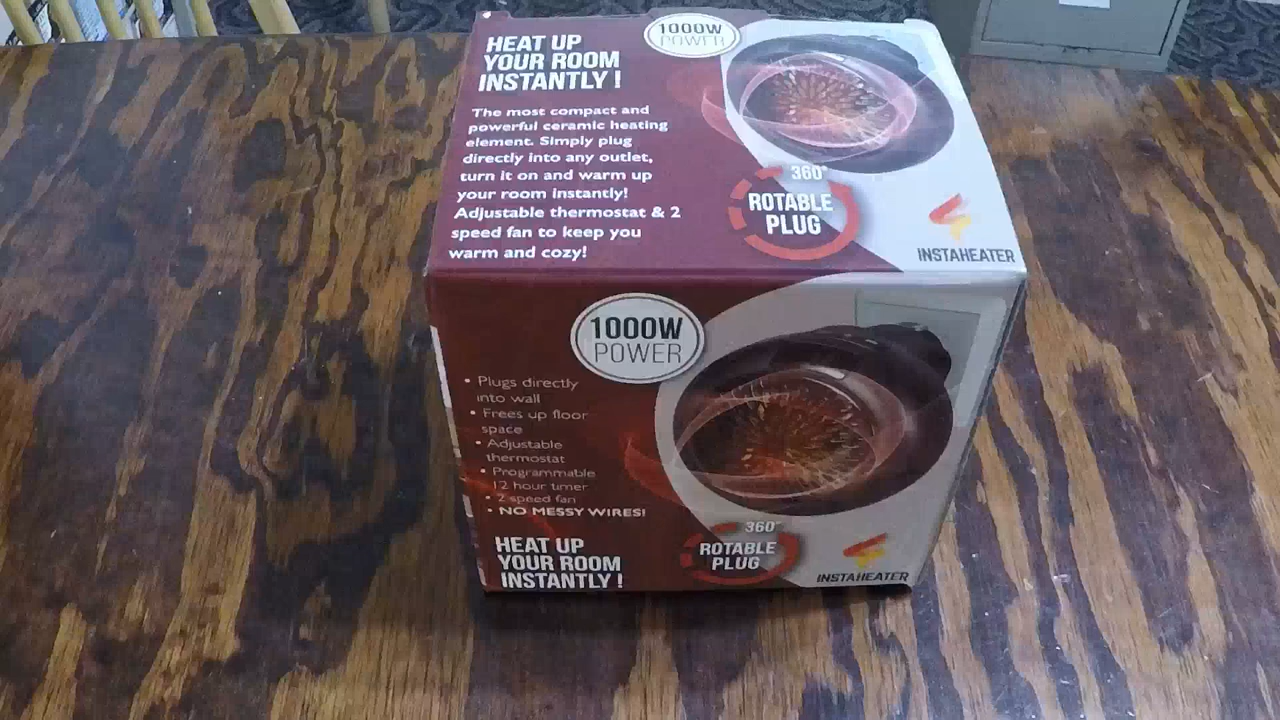 HEAT UP
YOUR ROOM
INSTANTLY !
1000W
POWER
The most compact and
powerful ceramic heating
element. Simply plug
directly into any outlet,
turn it on and warm up
your room instantly!
Adjustable thermostat & 2
speed fan to keep you
warm and cozy!
360°
ROTABLE
PLUG
INSTAHEATER
1000W
POWER
• Plugs directly
into wall
• Frees up floor
space
• Adjustable
thermostat
• Programmable
12 hour timer
• 2 speed fan
• NO MESSY WIRES!
HEAT UP
YOUR ROOM
INSTANTLY !
360°
ROTABLE
PLUG
INSTAHEATER